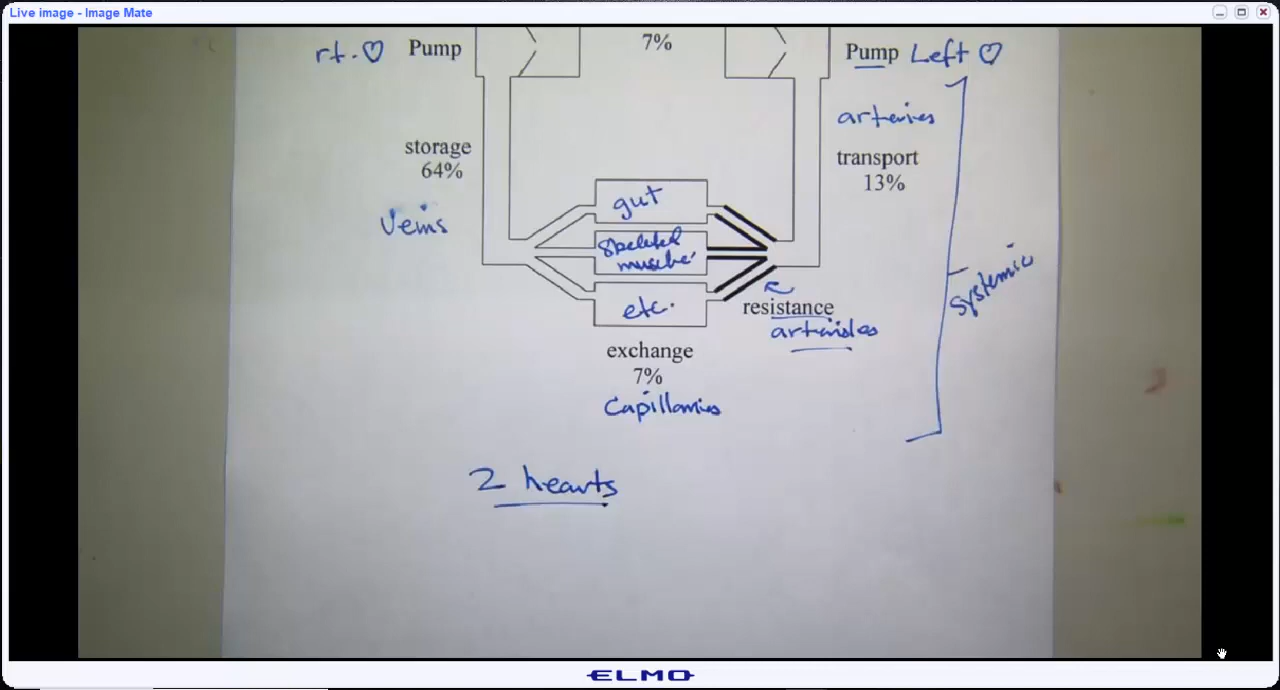 Live image - Image Mate
rt. ♡ Pump
7%
Pump Left ♡
arteries
storage
64%
transport
13%
Veins
gut
Skeletal
muscle
etc.
resistance
arterioles
Systemic
exchange
7%
Capillaries
2 hearts
ELMO